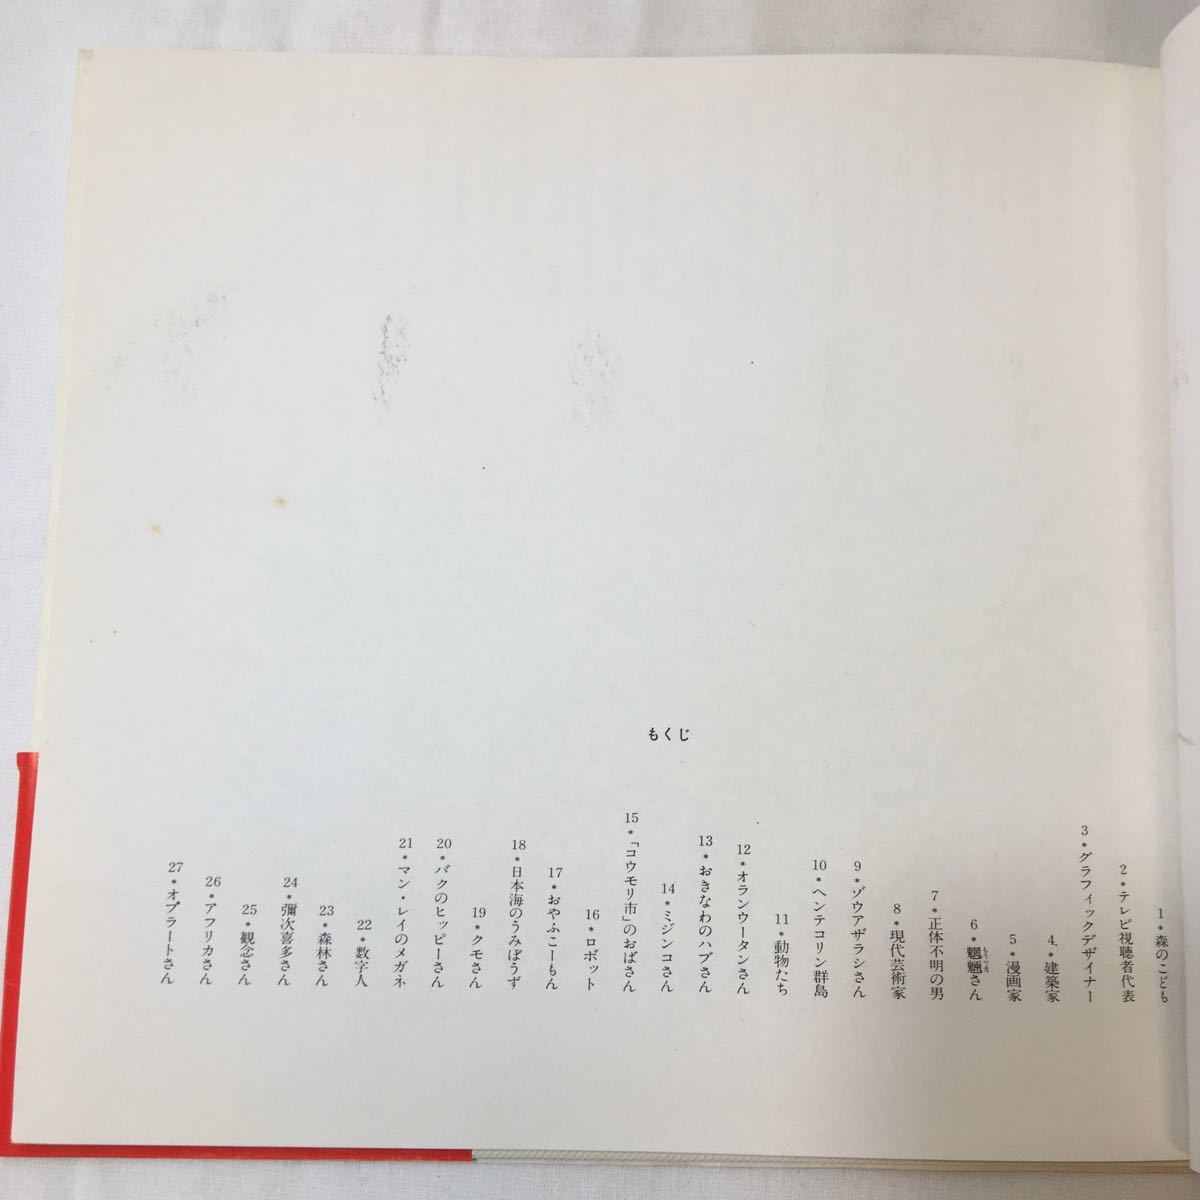 もくじ
1*森のこども
2*テレビ視聴者代表
3*グラフィックデザイナー
4.*建築家
5*漫画家
6*魍魎さん
7*正体不明の男
8*現代芸術家
9*ゾウアザラシさん
10*ヘンテコリン群島
11*動物たち
12*オランウータンさん
13*おきなわのハブさん
14*ミジンコさん
15*「コウモリ市」のおばさん
16*ロボット
17*おやふこーもん
18*日本海のうみぼうず
19*クモさん
20*バクのヒッピーさん
21*マン・レイのメガネ
22*数字人
23*森林さん
24*彌次喜多さん
25*観念さん
26*アフリカさん
27*オブラートさん